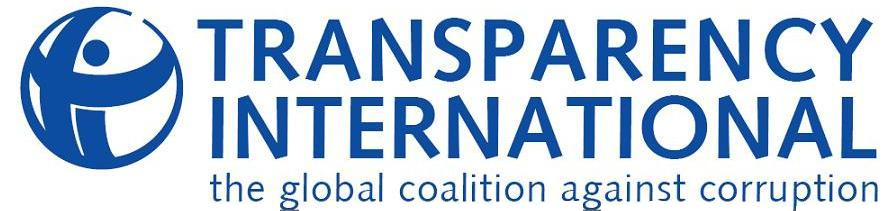 TRANSPARENCY
INTERNATIONAL
the global coalition against corruption